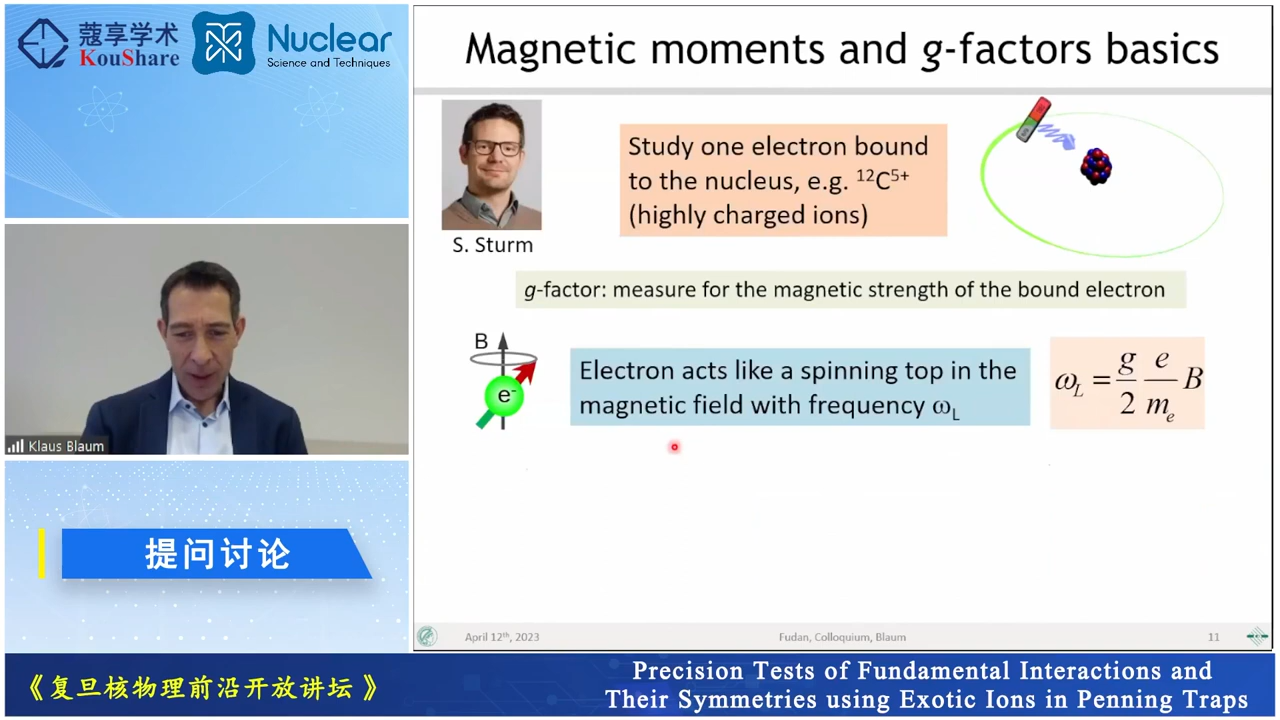 蔻享学术
KouShare
Nuclear
Science and Techniques
Magnetic moments and g-factors basics
S. Sturm
Study one electron bound
to the nucleus, e.g. ¹²C⁵⁺
(highly charged ions)
g-factor: measure for the magnetic strength of the bound electron
B
e⁻
Electron acts like a spinning top in the
magnetic field with frequency ω_L
ω_L = g/2 e/m_e B
Klaus Blaum
提问讨论
April 12th, 2023
Fudan, Colloquium, Blaum
11
《复旦核物理前沿开放讲坛》
Precision Tests of Fundamental Interactions and
Their Symmetries using Exotic Ions in Penning Traps